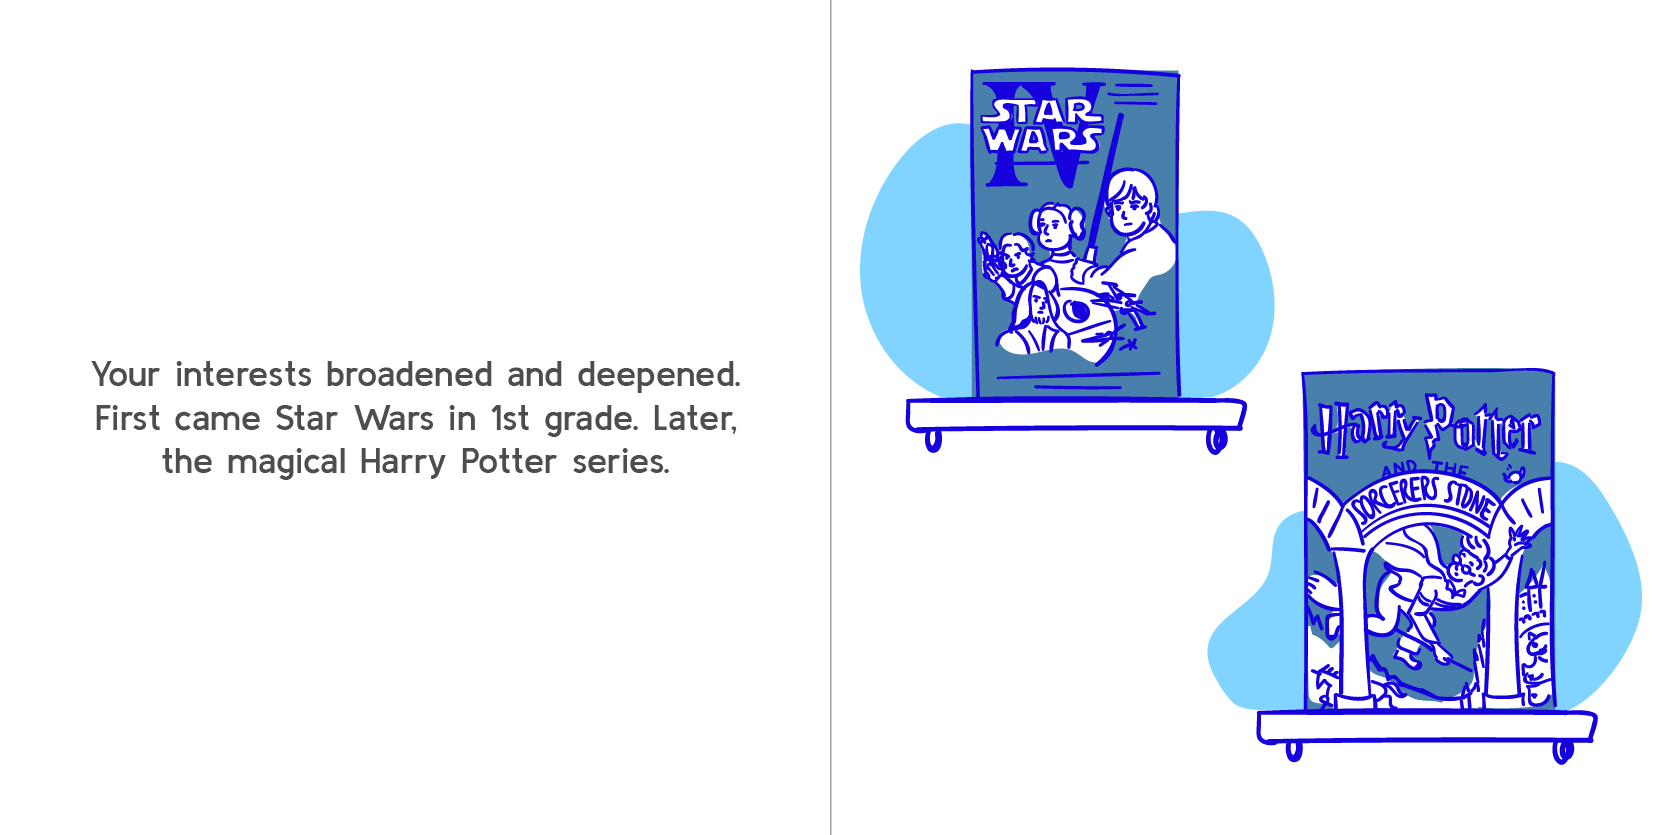 Your interests broadened and deepened.
First came Star Wars in 1st grade. Later,
the magical Harry Potter series.
IV
STAR
WARS
Harry Potter
AND THE
SORCERERS STONE